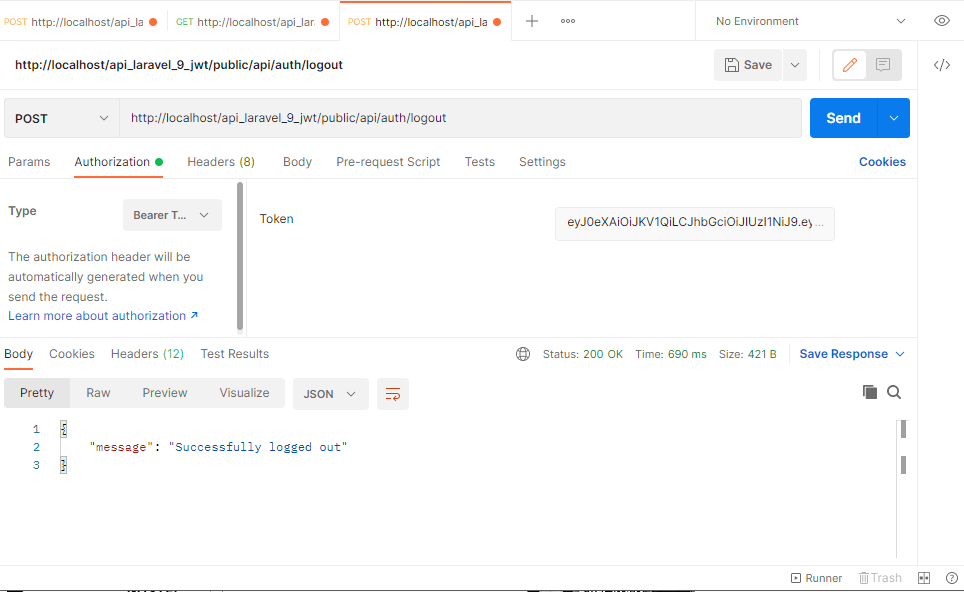 POST http://localhost/api_la GET http://localhost/api_lar POST http://localhost/api_la No Environment
http://localhost/api_laravel_9_jwt/public/api/auth/logout Save
POST http://localhost/api_laravel_9_jwt/public/api/auth/logout Send
Params Authorization Headers (8) Body Pre-request Script Tests Settings Cookies
Type Bearer T... Token eyJ0eXAiOiJKV1QiLCJhbGciOiJIUzI1NiJ9.ey...
The authorization header will be
automatically generated when you
send the request.
Learn more about authorization ↗
Body Cookies Headers (12) Test Results Status: 200 OK Time: 690 ms Size: 421 B Save Response
Pretty Raw Preview Visualize JSON
1 {
2 "message": "Successfully logged out"
3 }
Runner Trash